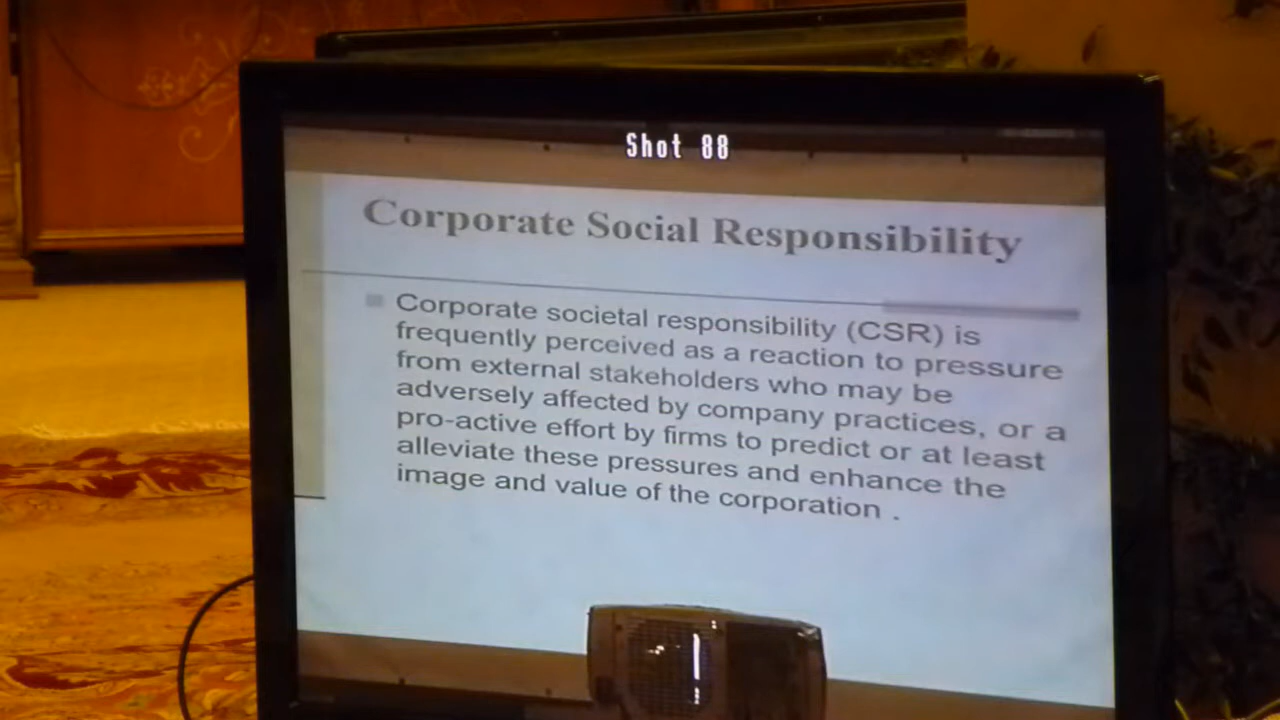 Shot 88
Corporate Social Responsibility
Corporate societal responsibility (CSR) is
frequently perceived as a reaction to pressure
from external stakeholders who may be
adversely affected by company practices, or a
pro-active effort by firms to predict or at least
alleviate these pressures and enhance the
image and value of the corporation .